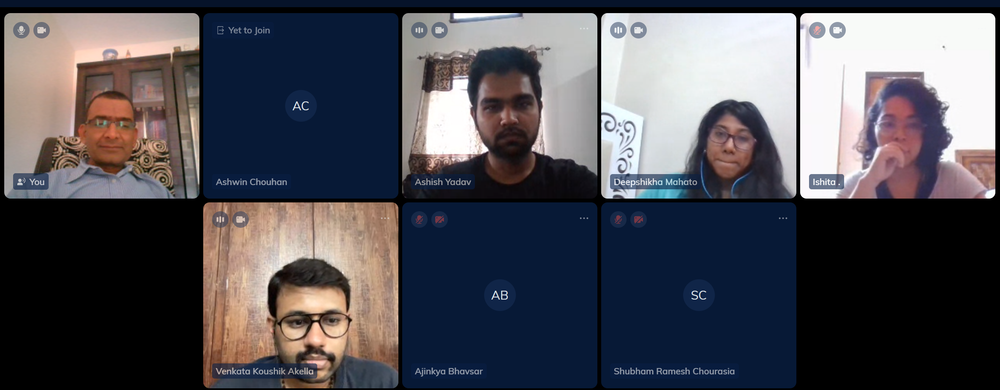 Yet to Join
AC
You
Ashwin Chouhan
Ashish Yadav
Deepshikha Mahato
Ishita .
Venkata Koushik Akella
AB
Ajinkya Bhavsar
SC
Shubham Ramesh Chourasia